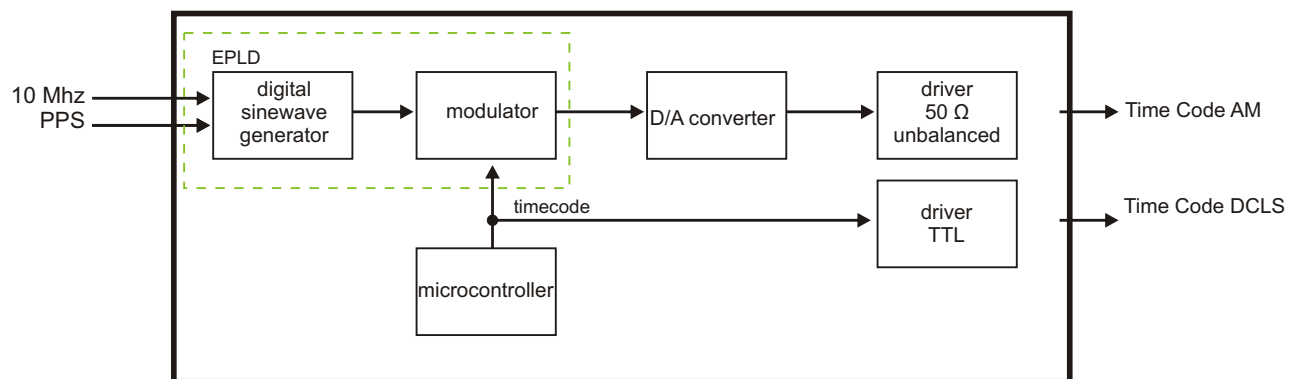 EPLD
10 Mhz
PPS
digital
sinewave
generator
modulator
D/A converter
driver
50 Ω
unbalanced
Time Code AM
timecode
driver
TTL
Time Code DCLS
microcontroller